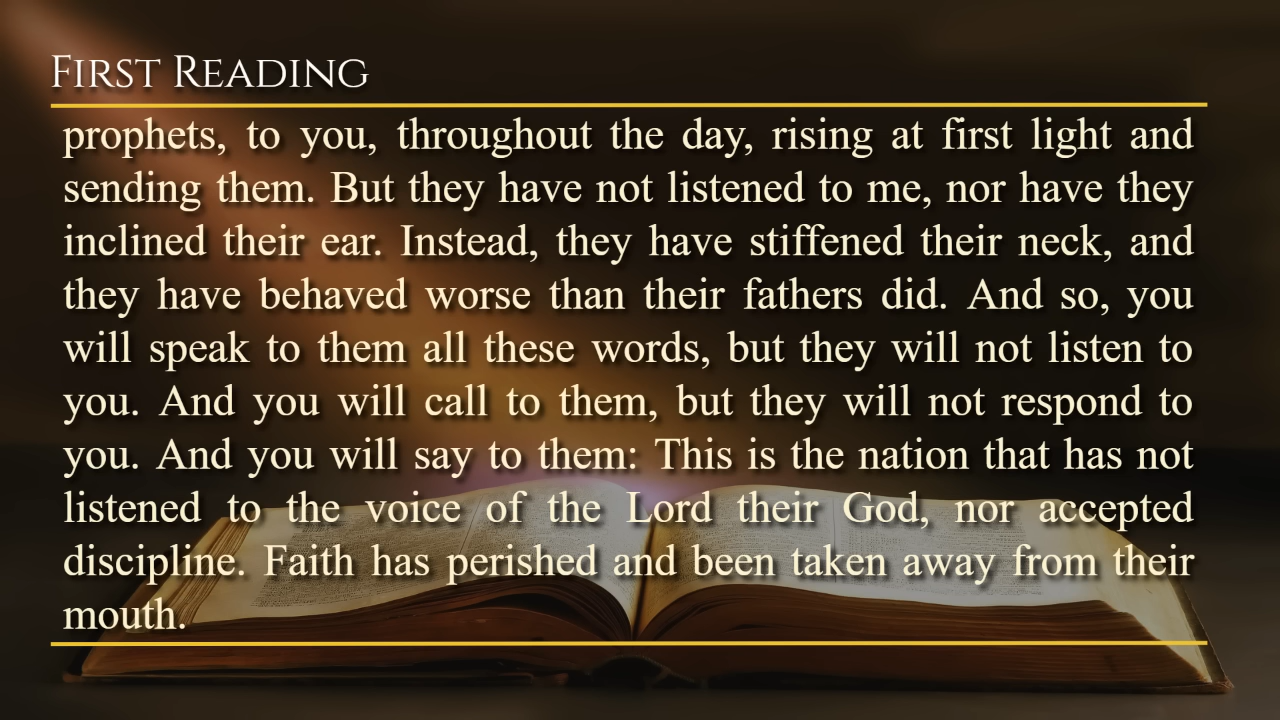 First Reading
prophets, to you, throughout the day, rising at first light and
sending them. But they have not listened to me, nor have they
inclined their ear. Instead, they have stiffened their neck, and
they have behaved worse than their fathers did. And so, you
will speak to them all these words, but they will not listen to
you. And you will call to them, but they will not respond to
you. And you will say to them: This is the nation that has not
listened to the voice of the Lord their God, nor accepted
discipline. Faith has perished and been taken away from their
mouth.